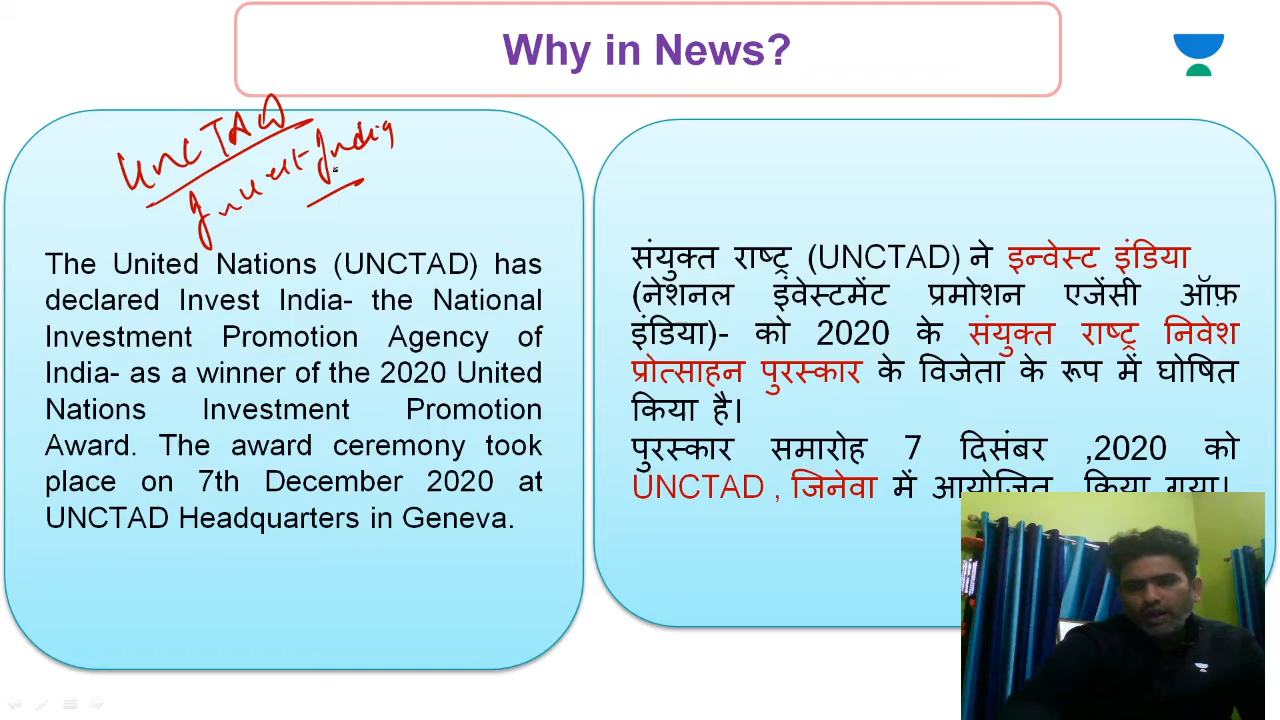 Why in News?
UNCTAD
Invest India
The United Nations (UNCTAD) has
declared Invest India- the National
Investment Promotion Agency of
India- as a winner of the 2020 United
Nations Investment Promotion
Award. The award ceremony took
place on 7th December 2020 at
UNCTAD Headquarters in Geneva.
संयुक्त राष्ट्र (UNCTAD) ने इन्वेस्ट इंडिया
(नेशनल इंवेस्टमेंट प्रमोशन एजेंसी ऑफ़
इंडिया)- को 2020 के संयुक्त राष्ट्र निवेश
प्रोत्साहन पुरस्कार के विजेता के रूप में घोषित
किया है।
पुरस्कार समारोह 7 दिसंबर ,2020 को
UNCTAD , जिनेवा में आयोजित किया गया।